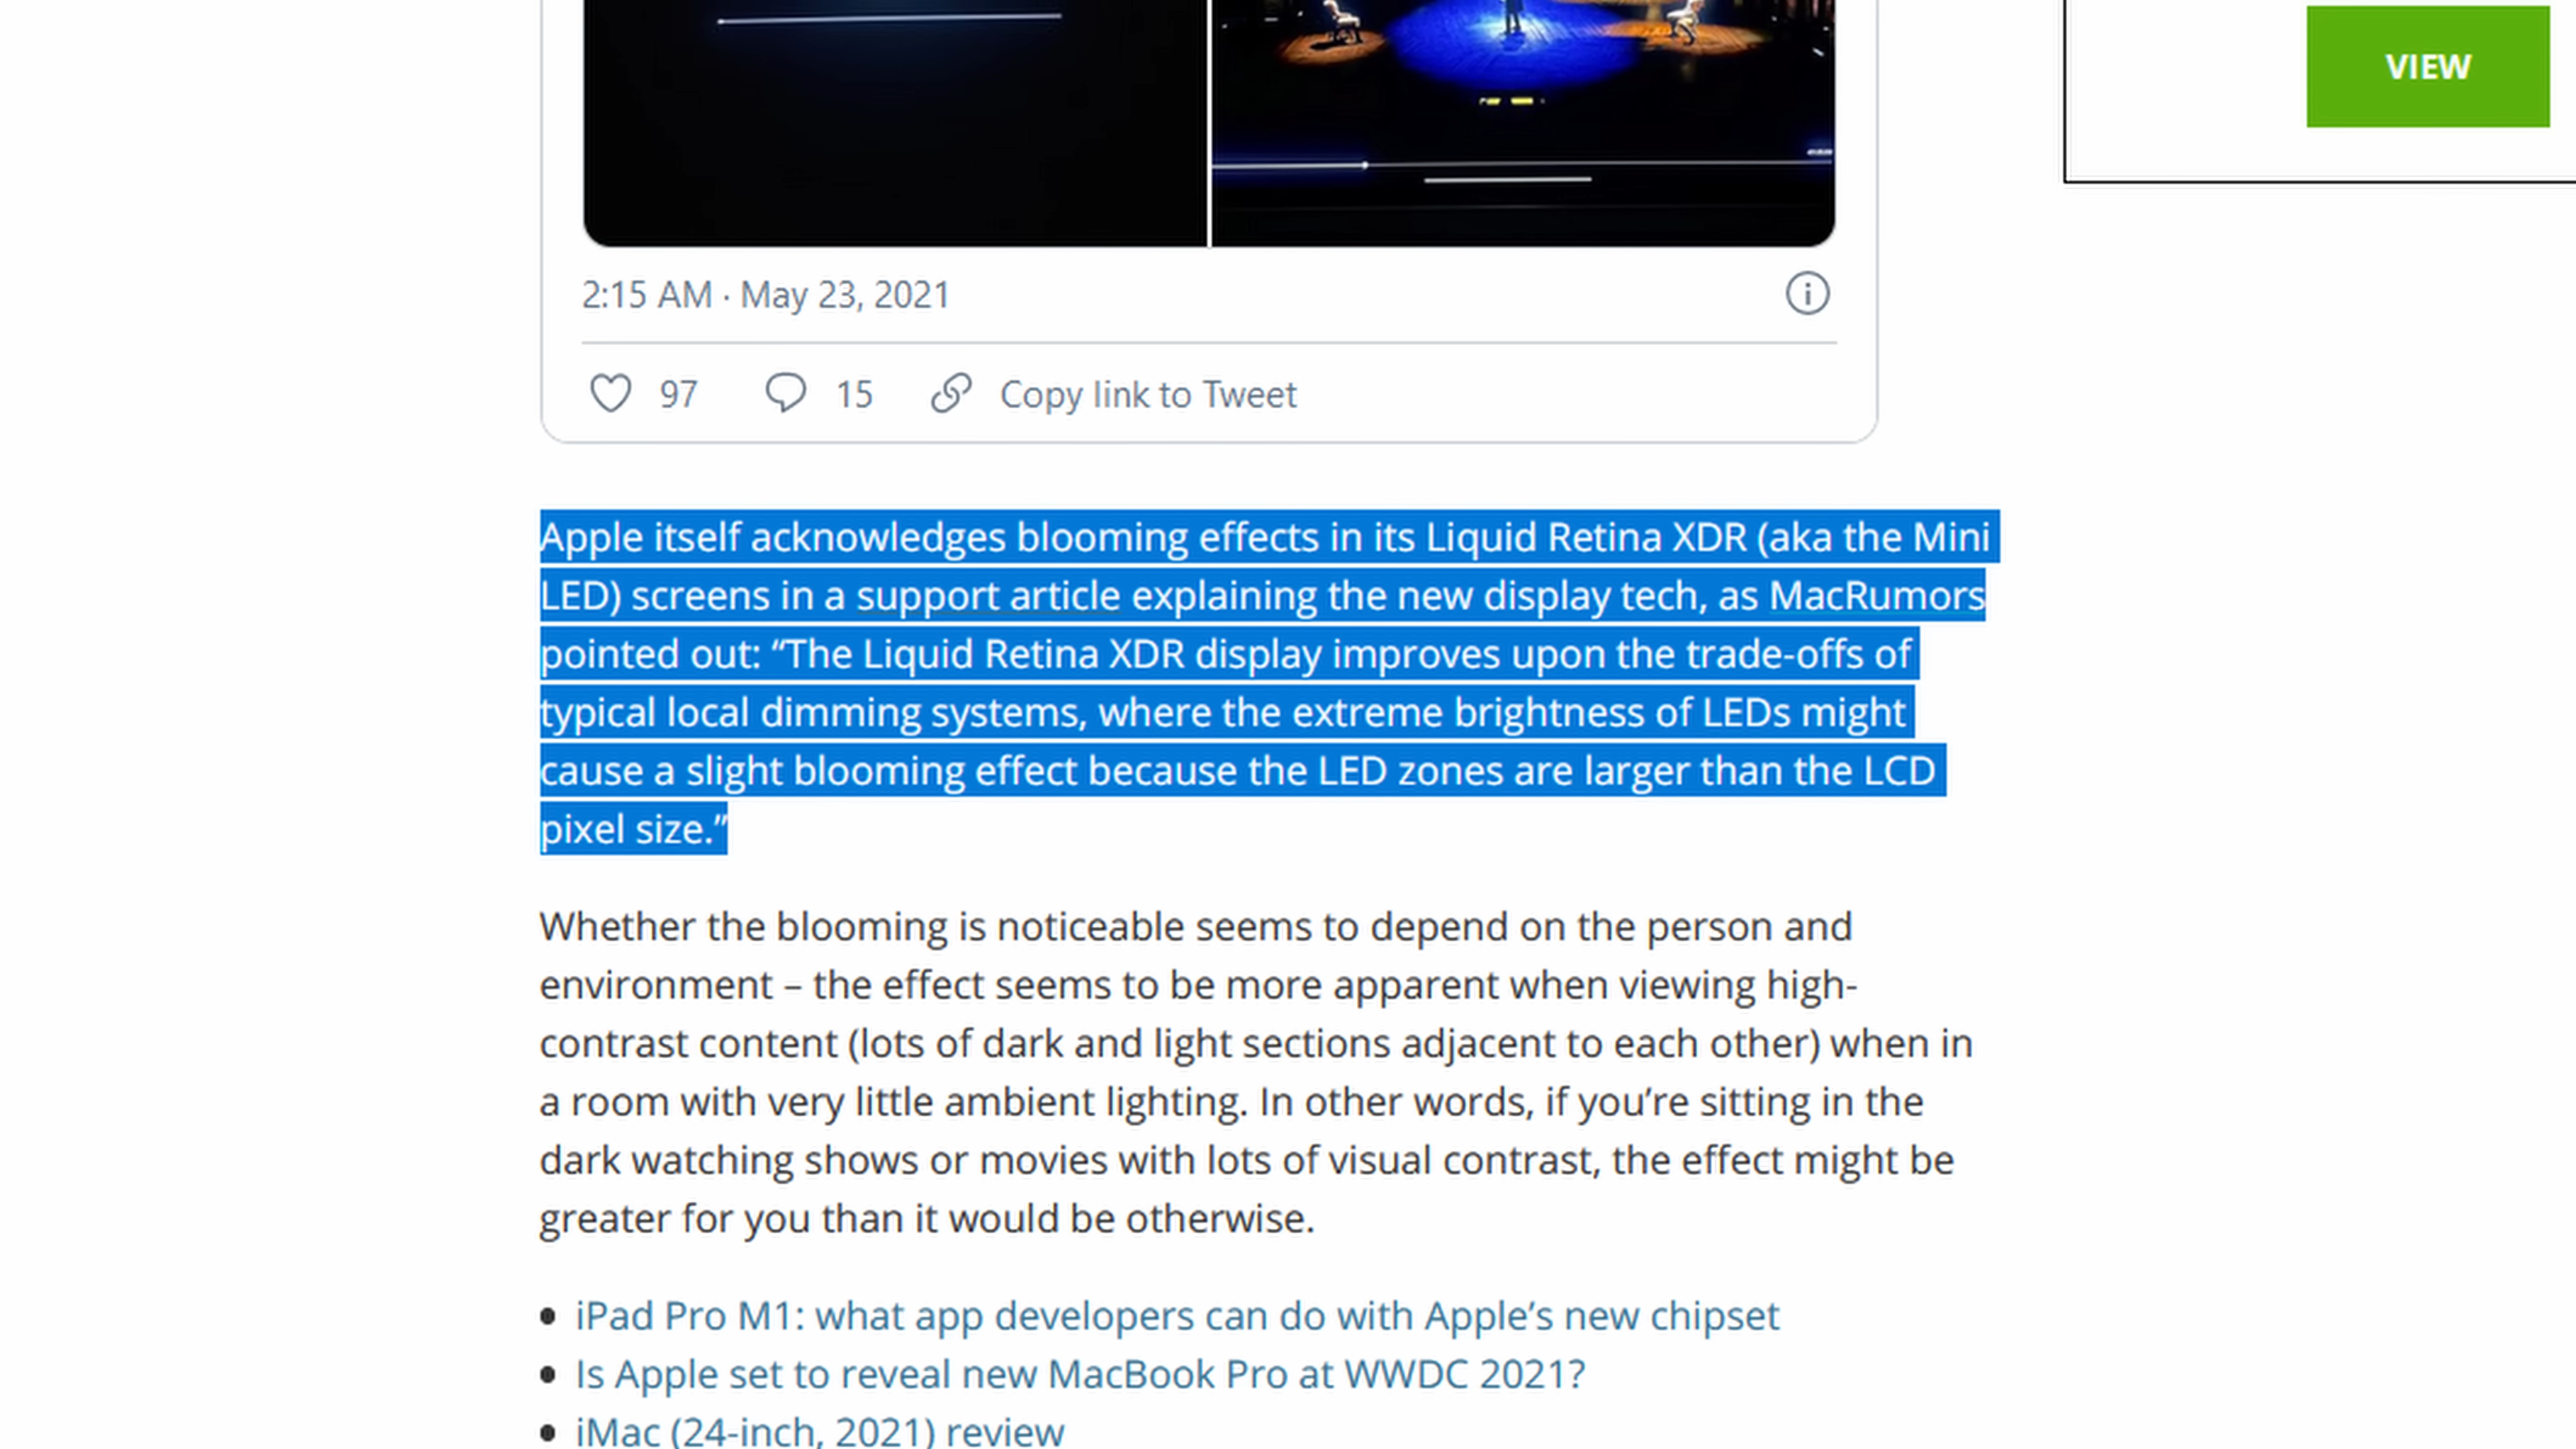 VIEW
2:15 AM · May 23, 2021
97 15 Copy link to Tweet
Apple itself acknowledges blooming effects in its Liquid Retina XDR (aka the Mini
LED) screens in a support article explaining the new display tech, as MacRumors
pointed out: “The Liquid Retina XDR display improves upon the trade-offs of
typical local dimming systems, where the extreme brightness of LEDs might
cause a slight blooming effect because the LED zones are larger than the LCD
pixel size.”
Whether the blooming is noticeable seems to depend on the person and
environment – the effect seems to be more apparent when viewing high-
contrast content (lots of dark and light sections adjacent to each other) when in
a room with very little ambient lighting. In other words, if you’re sitting in the
dark watching shows or movies with lots of visual contrast, the effect might be
greater for you than it would be otherwise.
• iPad Pro M1: what app developers can do with Apple’s new chipset
• Is Apple set to reveal new MacBook Pro at WWDC 2021?
• iMac (24-inch, 2021) review